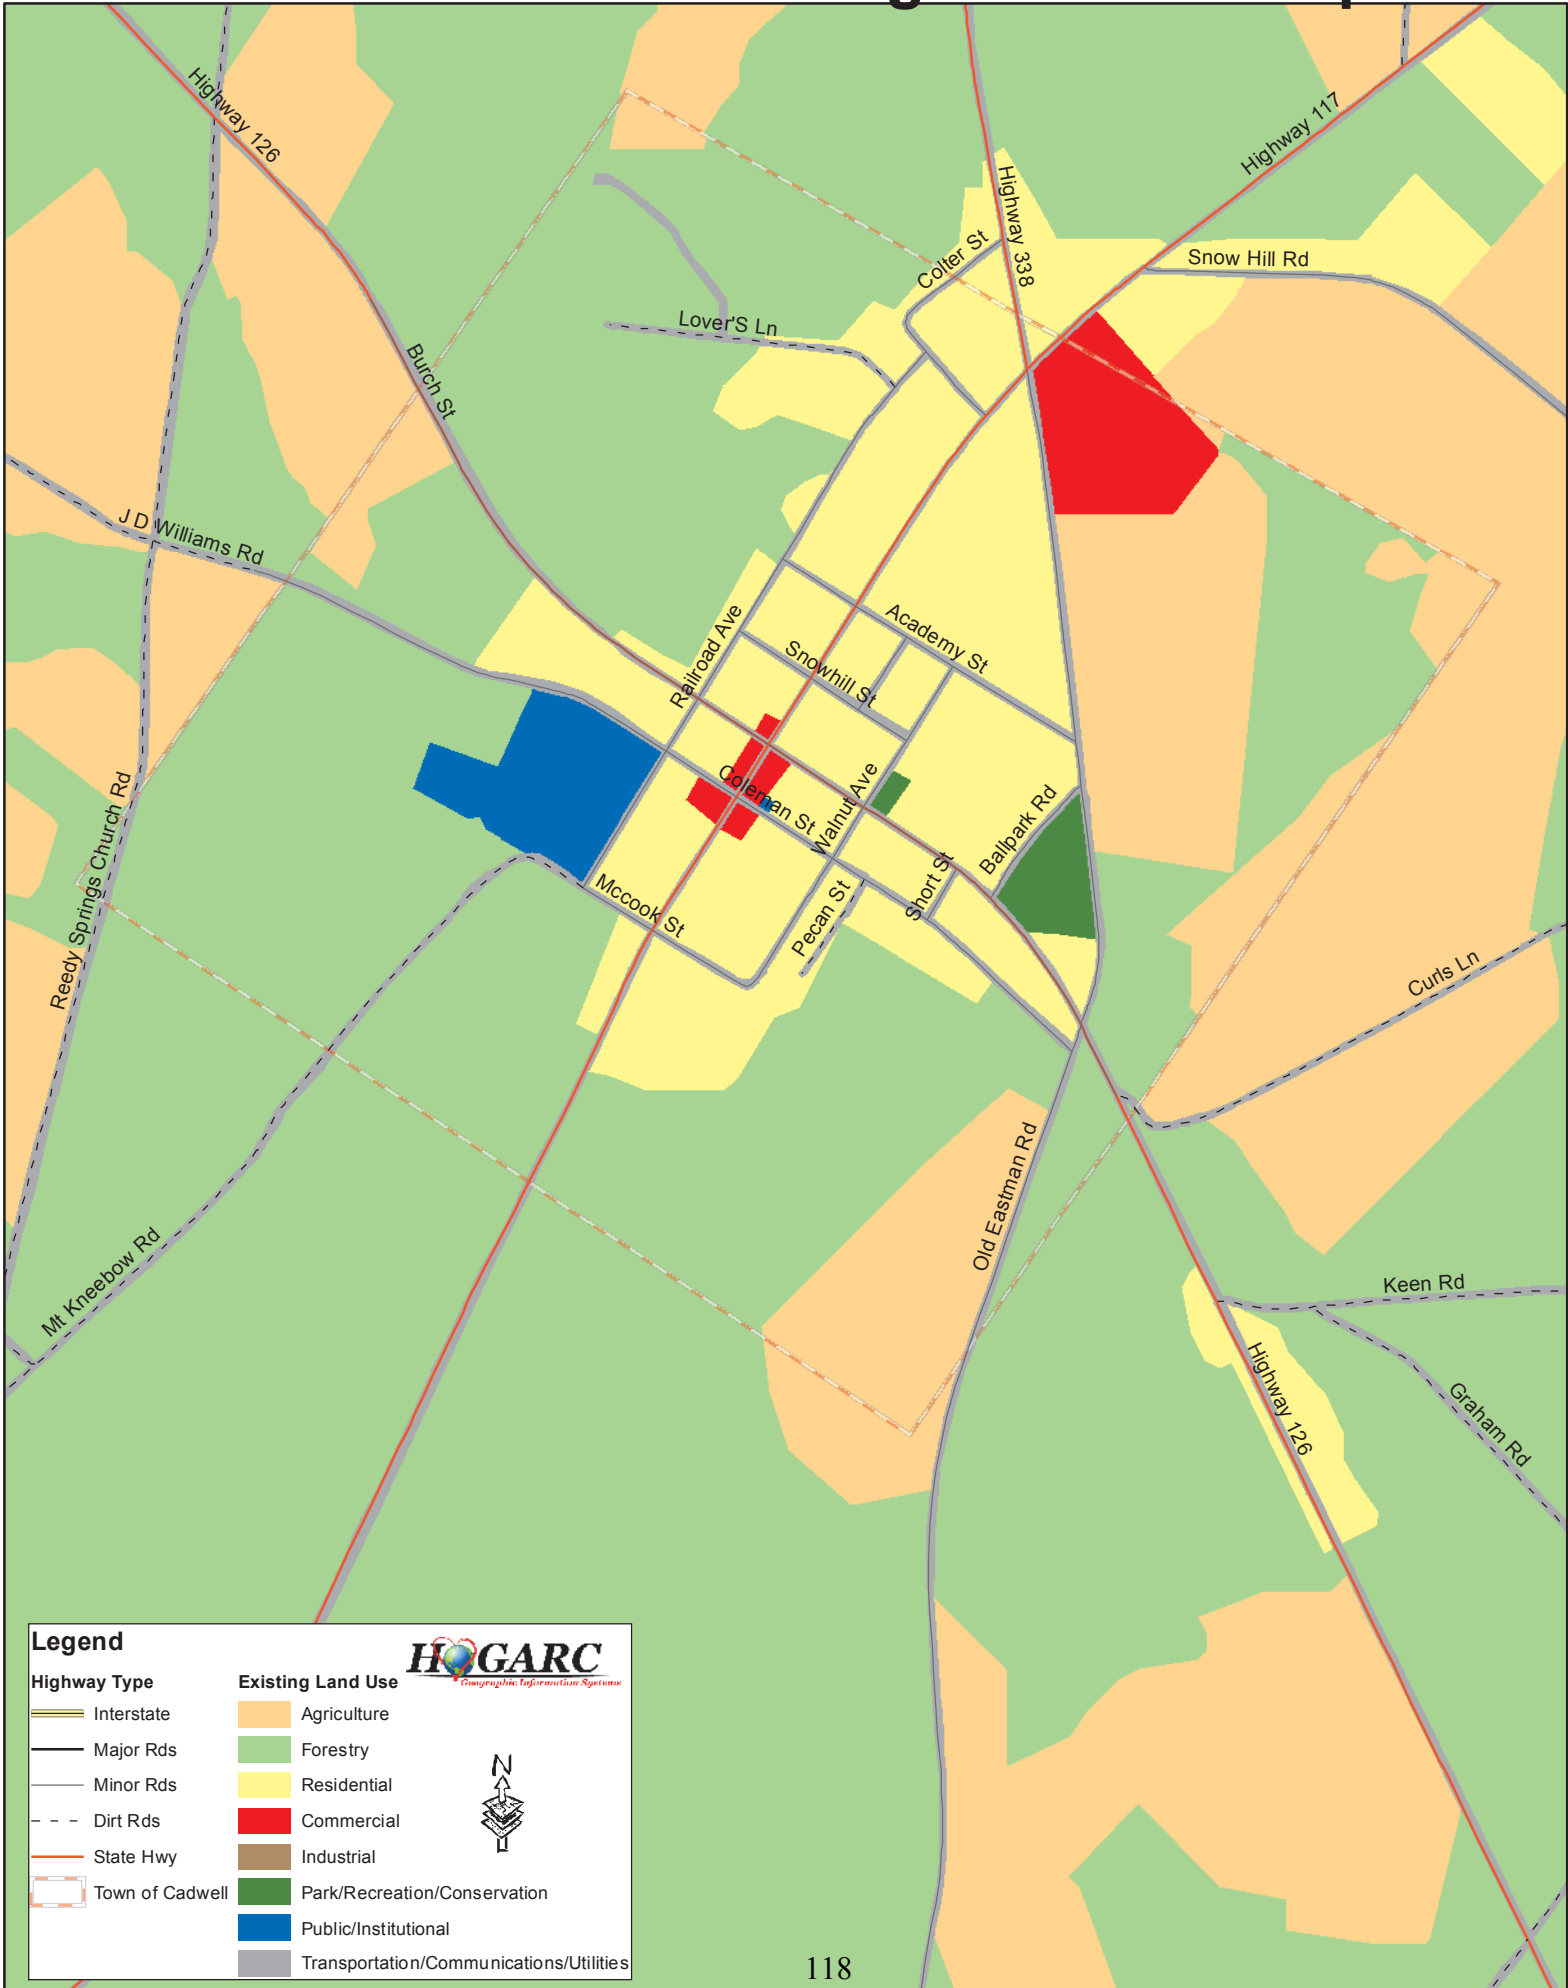 Highway 126
Highway 117
Highway 338
Snow Hill Rd
Colter St
Lover'S Ln
Burch St
J D Williams Rd
Academy St
Railroad Ave
Snowhill St
Coleman St
Walnut Ave
Ballpark Rd
Short St
Pecan St
Mccook St
Reedy Springs Church Rd
Curls Ln
Old Eastman Rd
Mt Kneebow Rd
Keen Rd
Highway 126
Graham Rd
Legend
HOGARC
Geographic Information Systems
Highway Type
Interstate
Major Rds
Minor Rds
Dirt Rds
State Hwy
Town of Cadwell
Existing Land Use
Agriculture
Forestry
Residential
Commercial
Industrial
Park/Recreation/Conservation
Public/Institutional
Transportation/Communications/Utilities
N
118